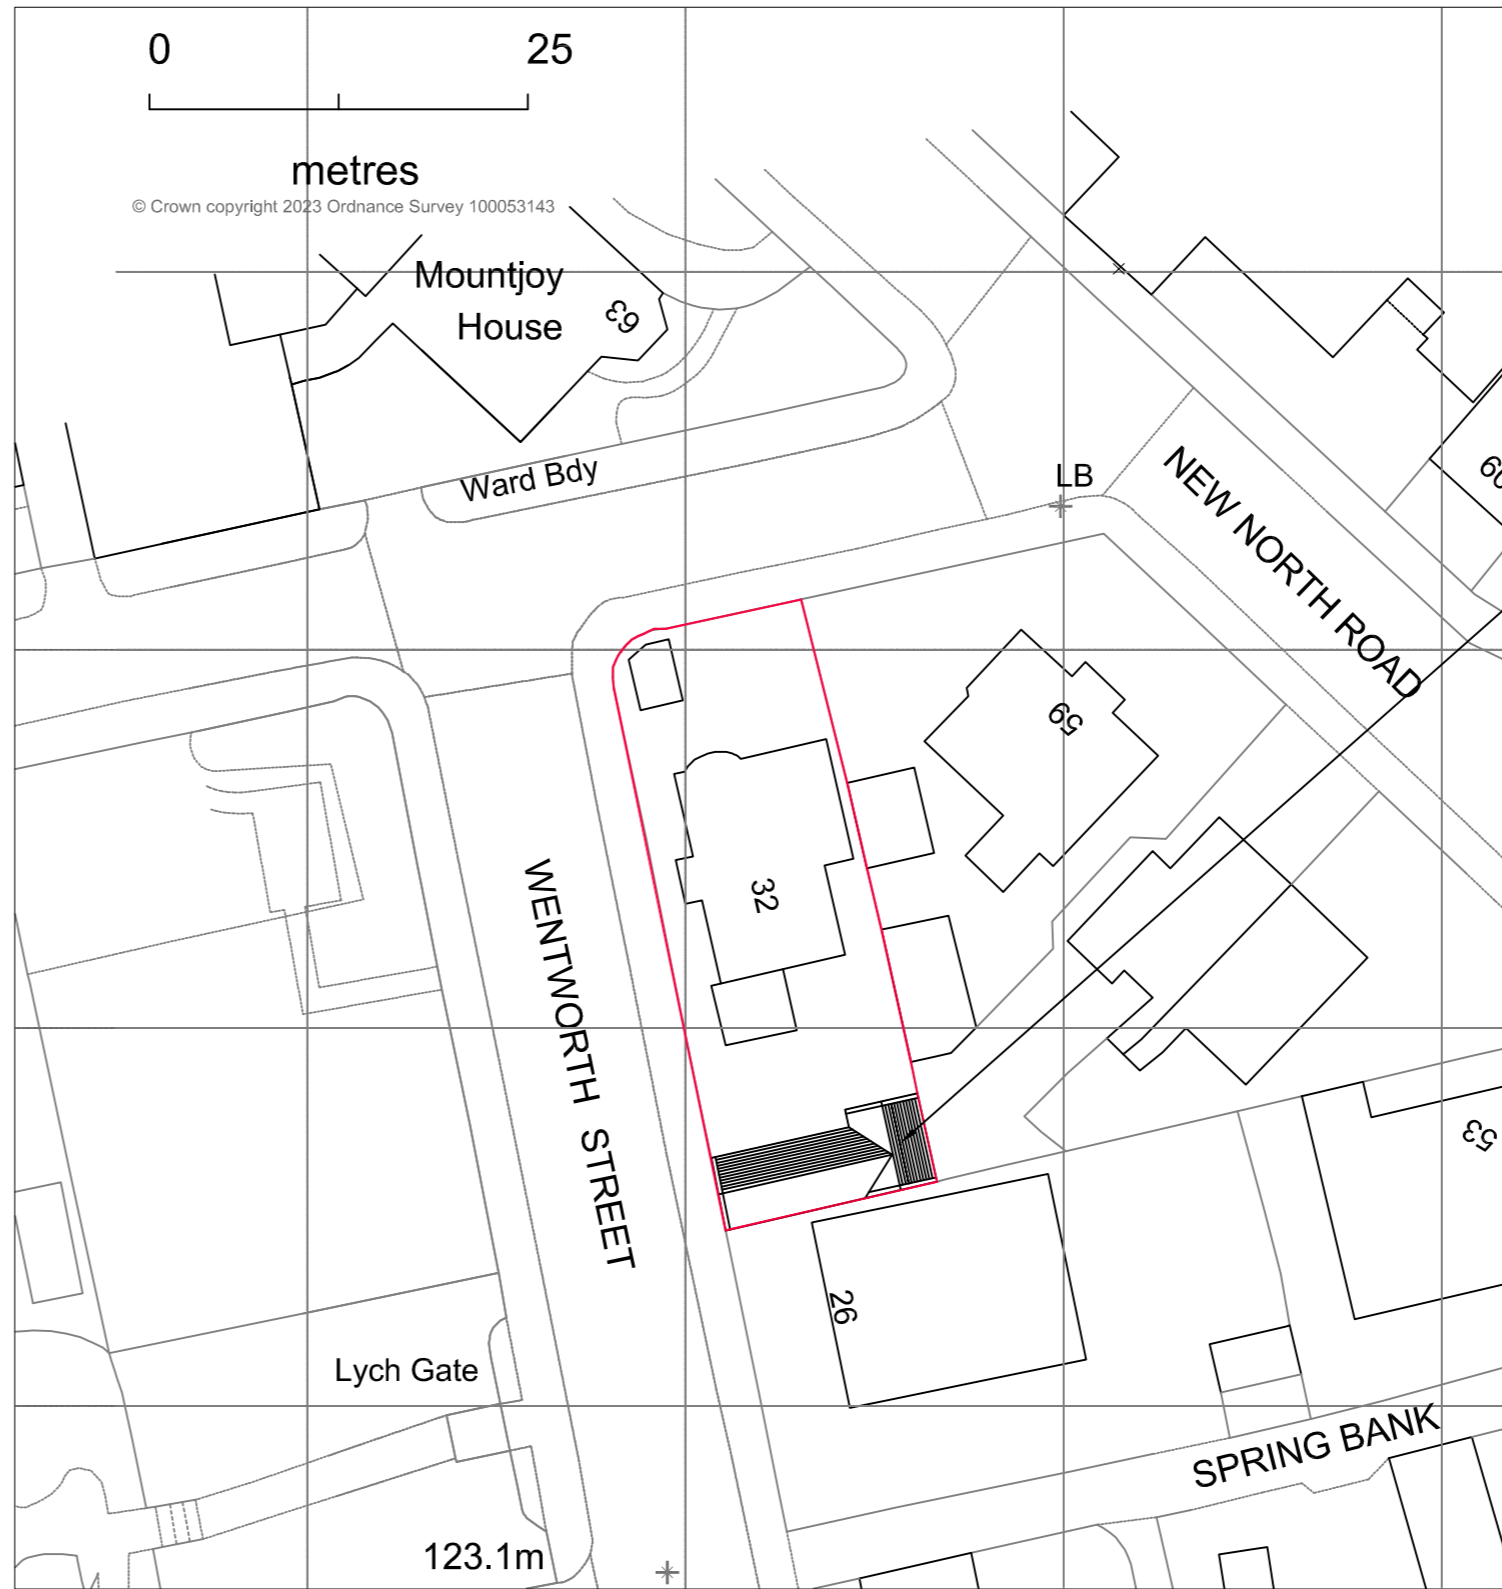 0 25
metres
© Crown copyright 2023 Ordnance Survey 100053143
Mountjoy
House
63
Ward Bdy
LB
NEW NORTH ROAD
59
32
WENTWORTH STREET
53
26
Lych Gate
SPRING BANK
123.1m